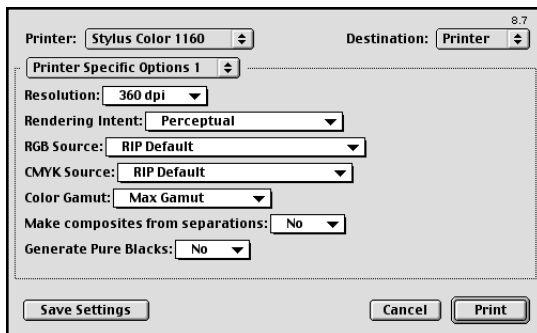 8.7
Printer: Stylus Color 1160 Destination: Printer
Printer Specific Options 1
Resolution: 360 dpi
Rendering Intent: Perceptual
RGB Source: RIP Default
CMYK Source: RIP Default
Color Gamut: Max Gamut
Make composites from separations: No
Generate Pure Blacks: No
Save Settings Cancel Print